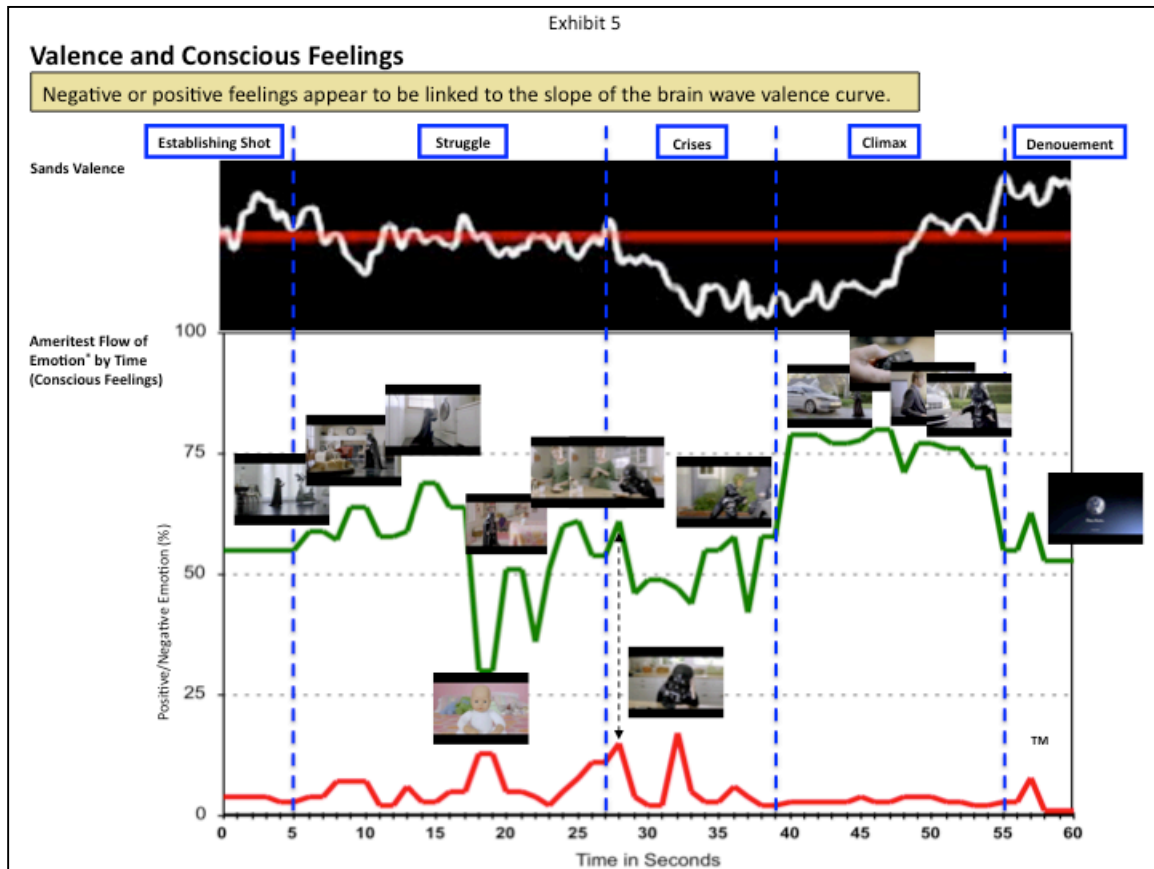 Exhibit 5
Valence and Conscious Feelings
Negative or positive feelings appear to be linked to the slope of the brain wave valence curve.
Establishing Shot
Struggle
Crises
Climax
Denouement
Sands Valence
Ameritest Flow of
Emotion* by Time
(Conscious Feelings)
100
75
50
25
0
Positive/Negative Emotion (%)
TM
0 5 10 15 20 25 30 35 40 45 50 55 60
Time in Seconds